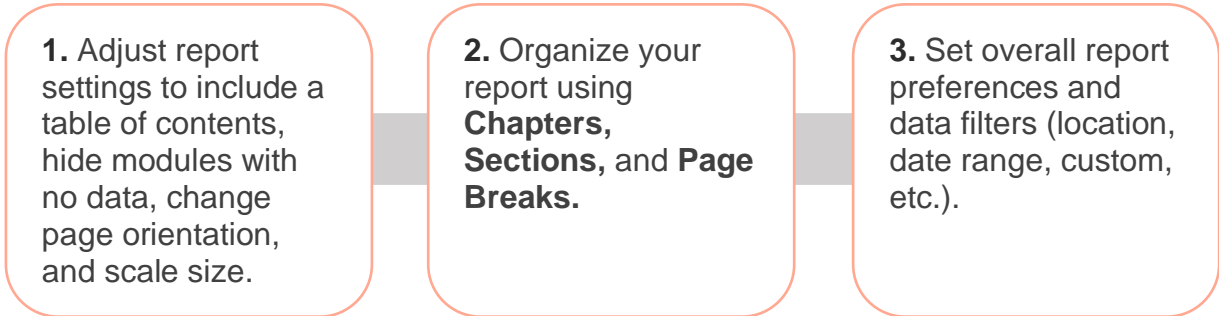 1. Adjust report
settings to include a
table of contents,
hide modules with
no data, change
page orientation,
and scale size.
2. Organize your
report using
Chapters,
Sections, and Page
Breaks.
3. Set overall report
preferences and
data filters (location,
date range, custom,
etc.).